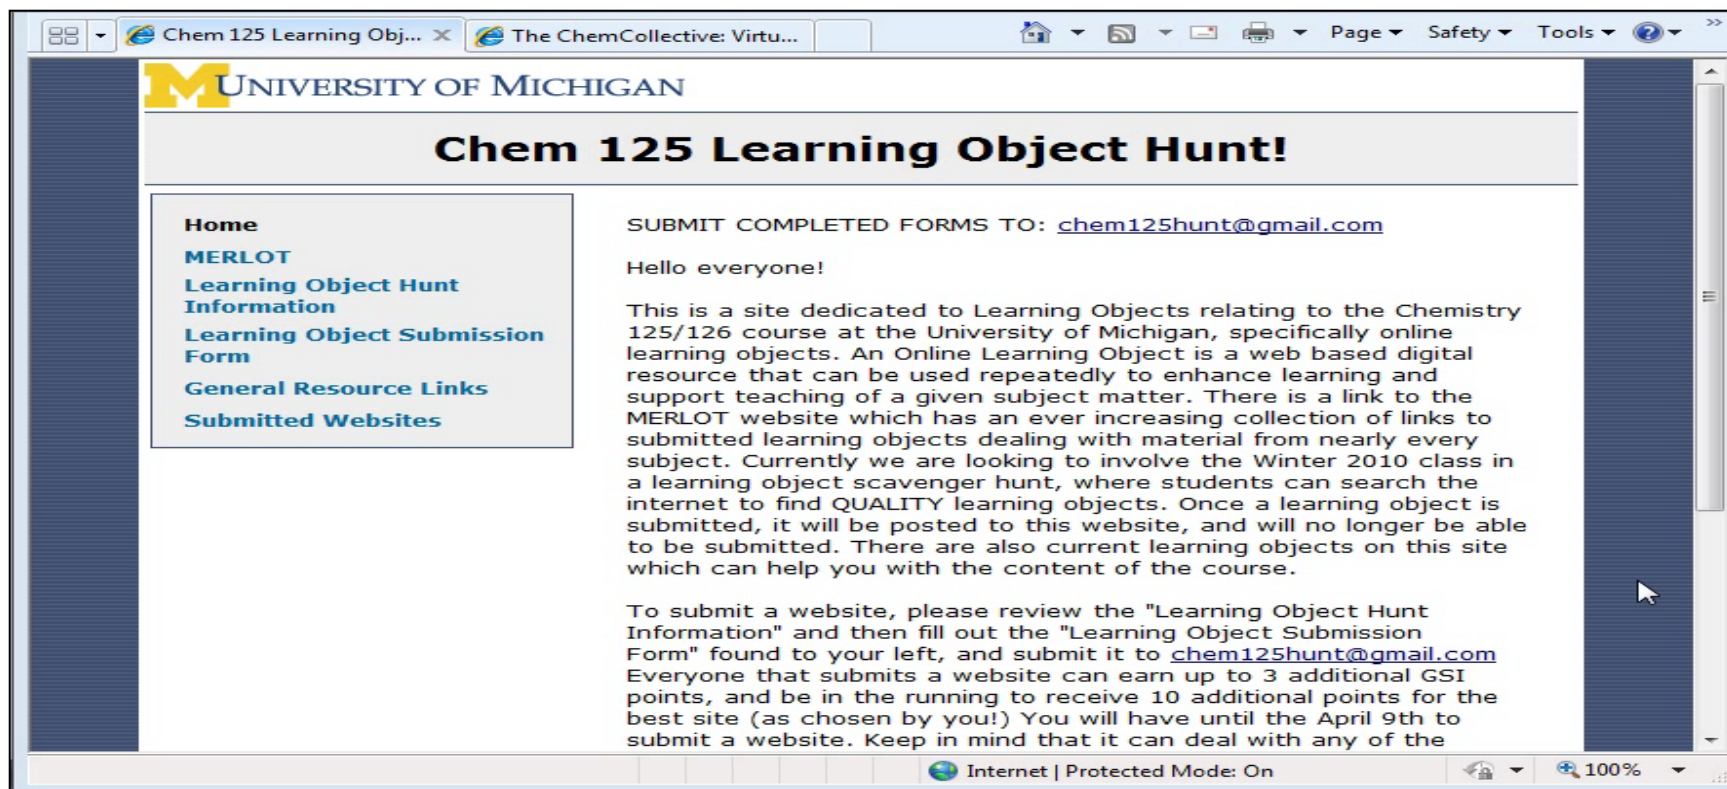 Chem 125 Learning Obj...
The ChemCollective: Virtu...
Page
Safety
Tools
UNIVERSITY OF MICHIGAN
Chem 125 Learning Object Hunt!
Home
MERLOT
Learning Object Hunt
Information
Learning Object Submission
Form
General Resource Links
Submitted Websites
SUBMIT COMPLETED FORMS TO: chem125hunt@gmail.com
Hello everyone!
This is a site dedicated to Learning Objects relating to the Chemistry
125/126 course at the University of Michigan, specifically online
learning objects. An Online Learning Object is a web based digital
resource that can be used repeatedly to enhance learning and
support teaching of a given subject matter. There is a link to the
MERLOT website which has an ever increasing collection of links to
submitted learning objects dealing with material from nearly every
subject. Currently we are looking to involve the Winter 2010 class in
a learning object scavenger hunt, where students can search the
internet to find QUALITY learning objects. Once a learning object is
submitted, it will be posted to this website, and will no longer be able
to be submitted. There are also current learning objects on this site
which can help you with the content of the course.
To submit a website, please review the "Learning Object Hunt
Information" and then fill out the "Learning Object Submission
Form" found to your left, and submit it to chem125hunt@gmail.com
Everyone that submits a website can earn up to 3 additional GSI
points, and be in the running to receive 10 additional points for the
best site (as chosen by you!) You will have until the April 9th to
submit a website. Keep in mind that it can deal with any of the
Internet | Protected Mode: On
100%